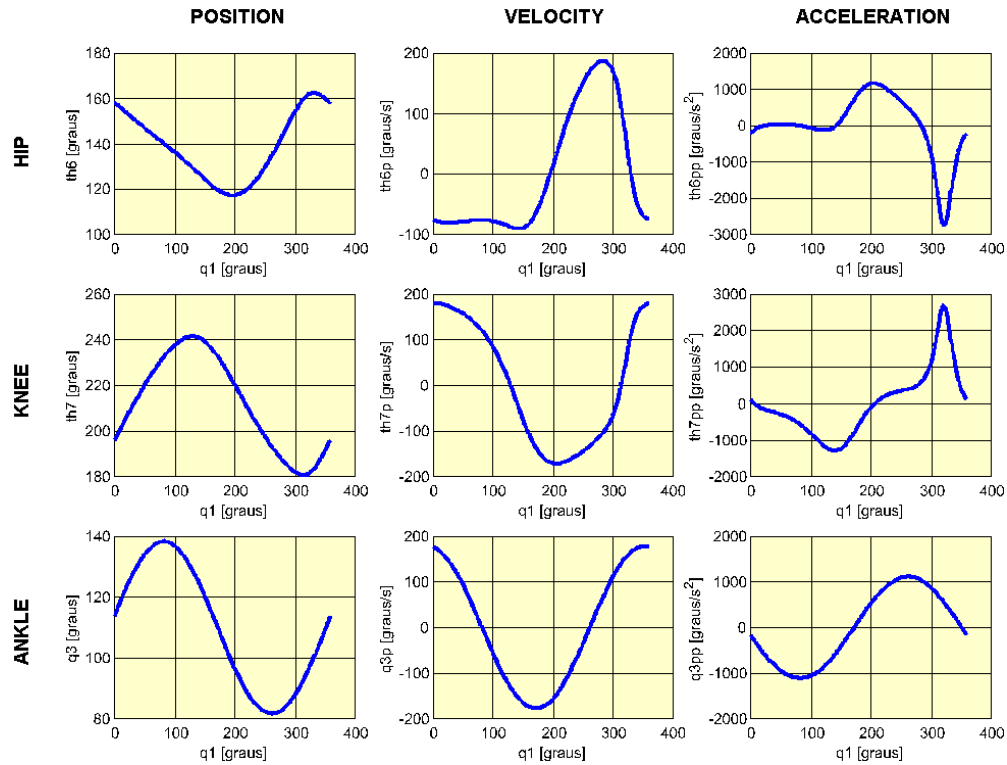 POSITION VELOCITY ACCELERATION
HIP
th6 [graus]
180
160
140
120
100
0 100 200 300 400
q1 [graus]
th6p [graus/s]
200
100
0
-100
0 100 200 300 400
q1 [graus]
th6pp [graus/s²]
2000
1000
0
-1000
-2000
-3000
0 100 200 300 400
q1 [graus]
KNEE
th7 [graus]
260
240
220
200
180
0 100 200 300 400
q1 [graus]
th7p [graus/s]
200
100
0
-100
-200
0 100 200 300 400
q1 [graus]
th7pp [graus/s²]
3000
2000
1000
0
-1000
-2000
0 100 200 300 400
q1 [graus]
ANKLE
q3 [graus]
140
120
100
80
0 100 200 300 400
q1 [graus]
q3p [graus/s]
200
100
0
-100
-200
0 100 200 300 400
q1 [graus]
q3pp [graus/s²]
2000
1000
0
-1000
-2000
0 100 200 300 400
q1 [graus]